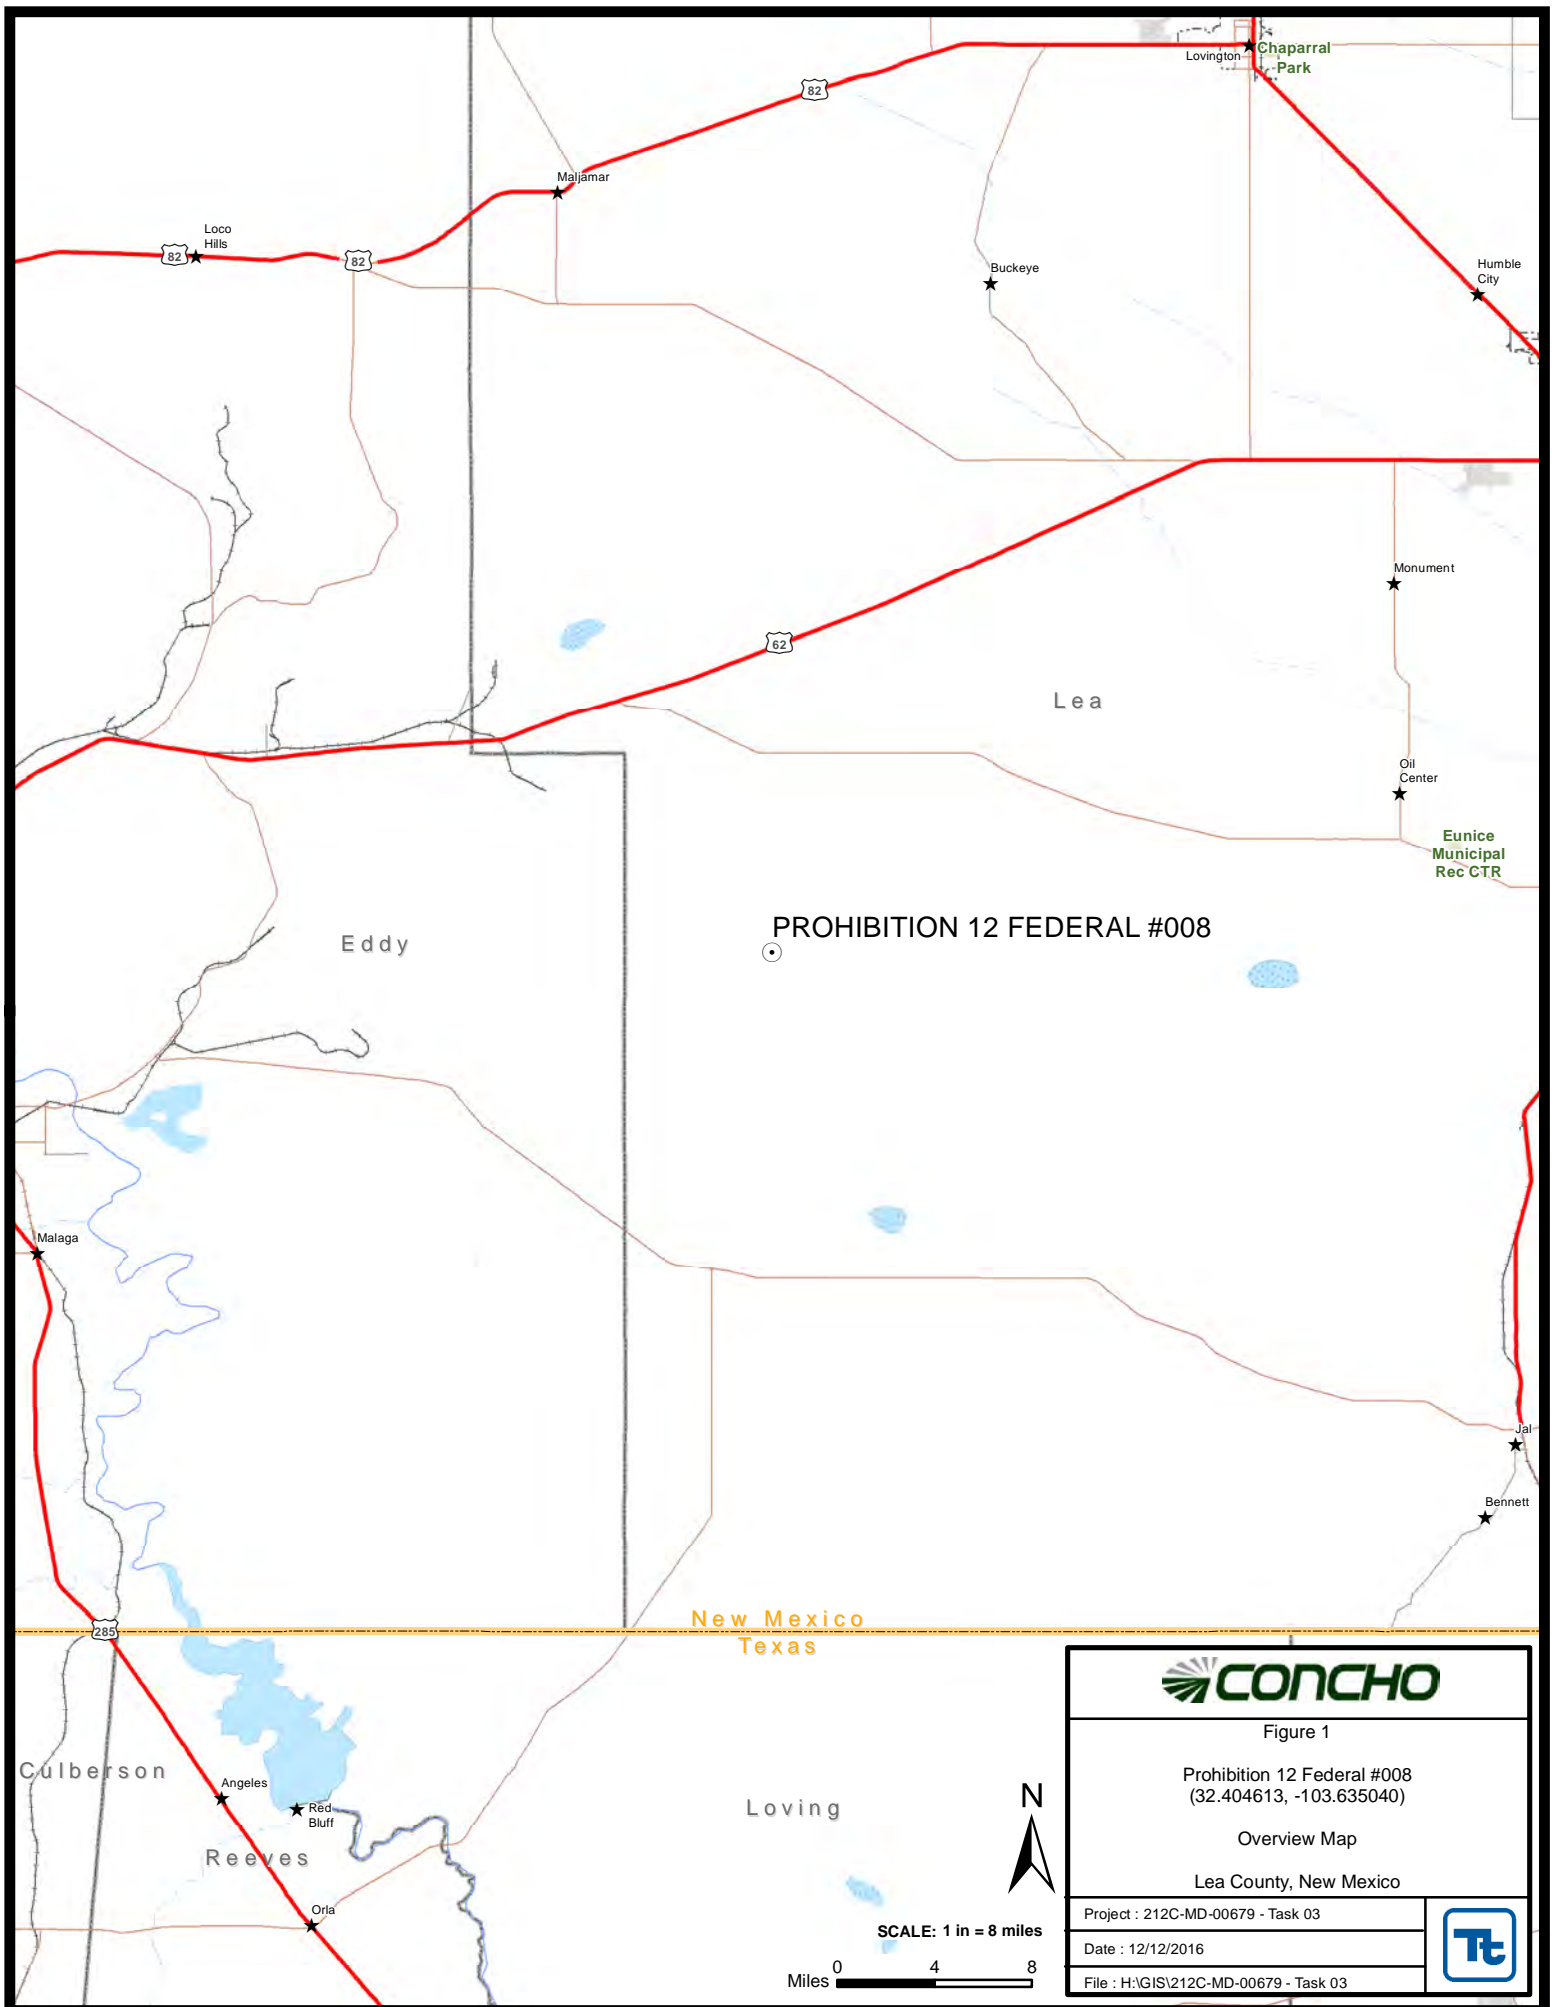 Lovington
Chaparral
Park
82
Maljamar
Loco
Hills
82
82
Buckeye
Humble
City
Monument
62
Lea
Oil
Center
Eunice
Municipal
Rec CTR
PROHIBITION 12 FEDERAL #008
Eddy
Malaga
Jal
Bennett
New Mexico
Texas
285
Culberson
Angeles
Red
Bluff
Reeves
Loving
Orla
N
SCALE: 1 in = 8 miles
Miles 0 4 8
CONCHO
Figure 1
Prohibition 12 Federal #008
(32.404613, -103.635040)
Overview Map
Lea County, New Mexico
Project : 212C-MD-00679 - Task 03
Date : 12/12/2016
File : H:\GIS\212C-MD-00679 - Task 03
Tt